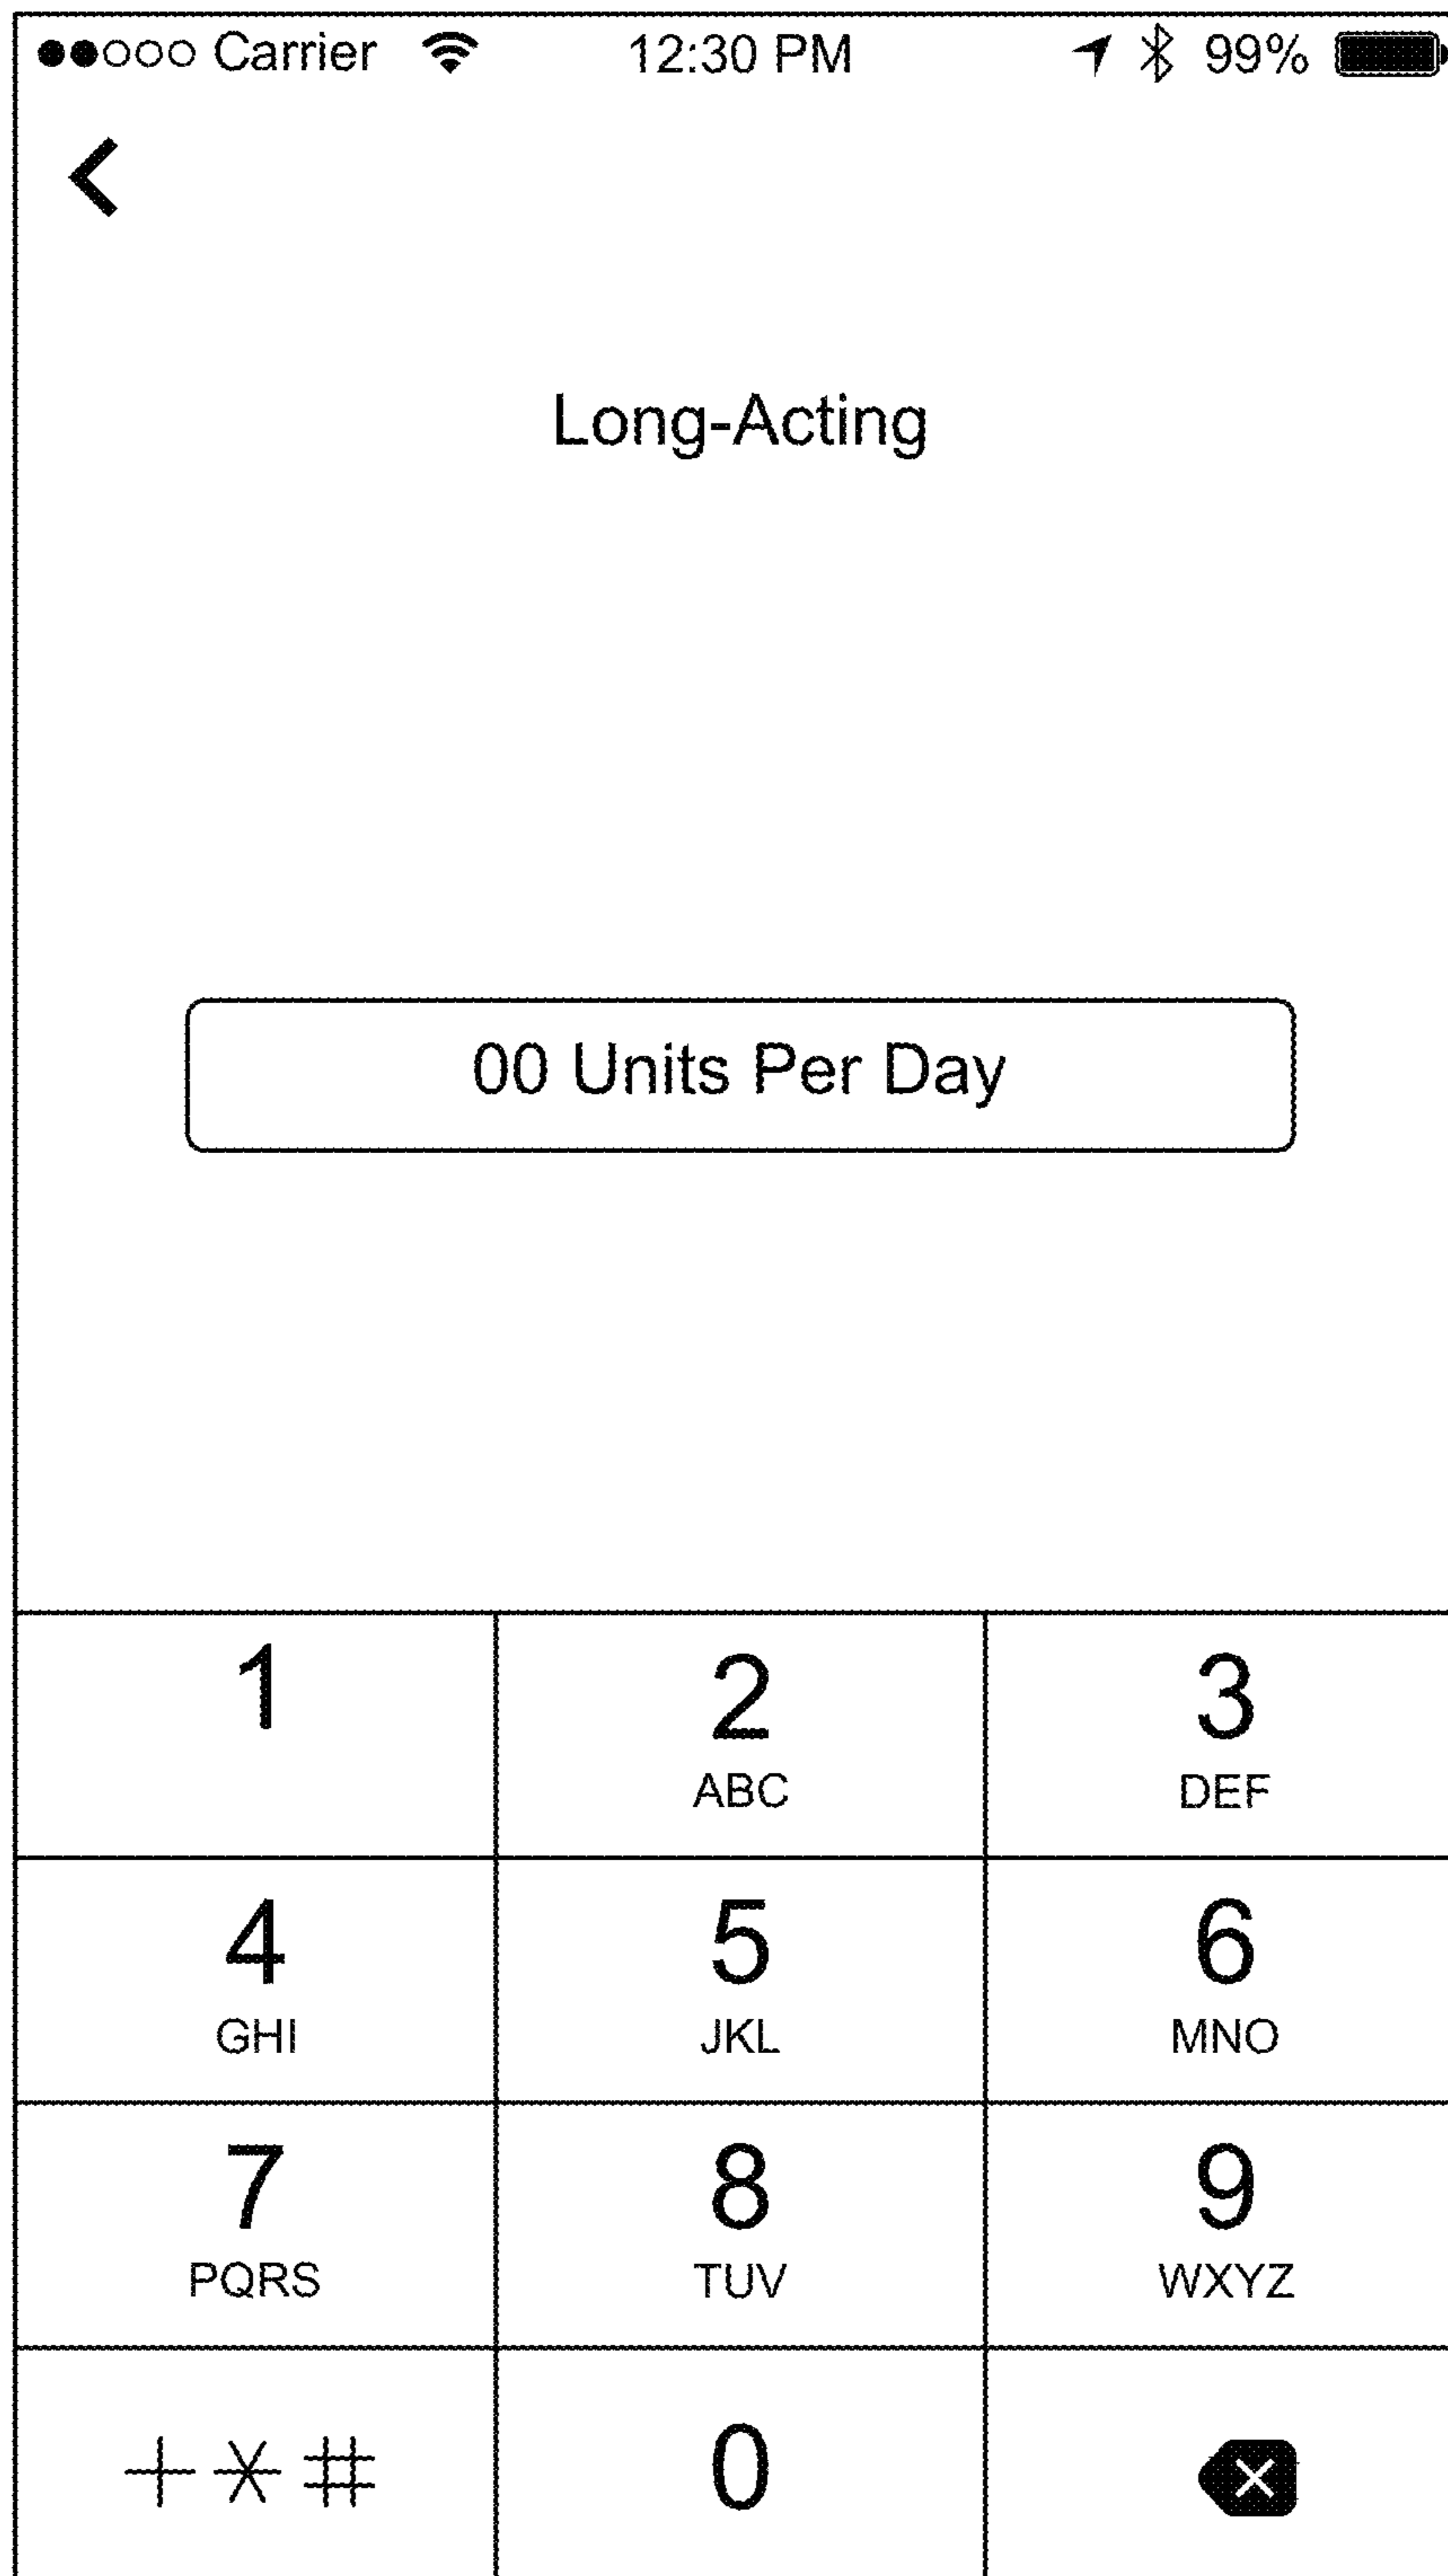 Carrier 12:30 PM 99%
Long-Acting
00 Units Per Day
1 2 3
ABC DEF
4 5 6
GHI JKL MNO
7 8 9
PQRS TUV WXYZ
+ * # 0